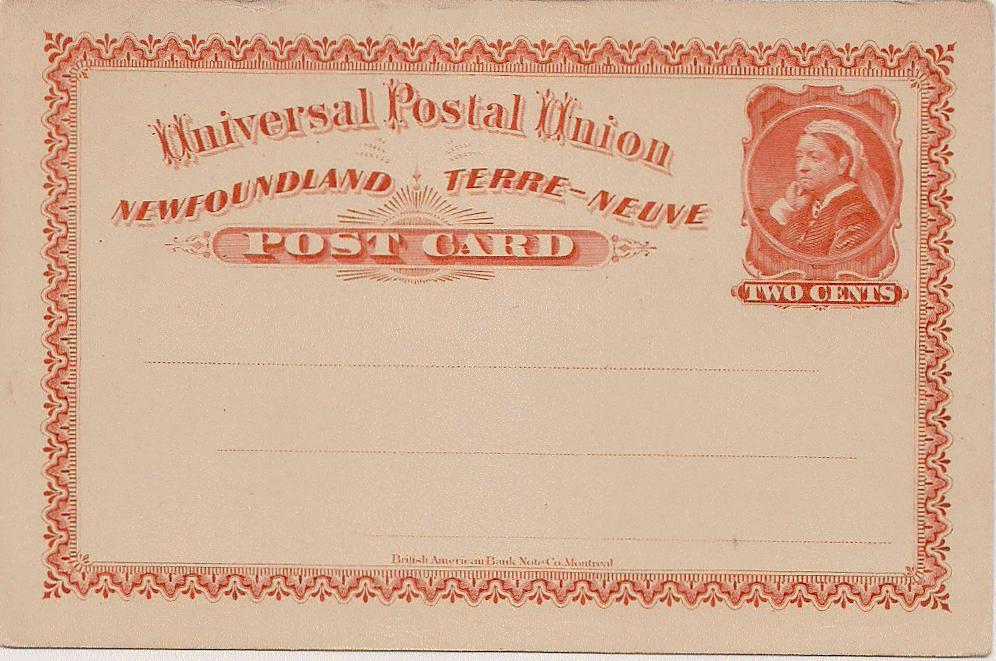 Universal Postal Union
NEWFOUNDLAND TERRE-NEUVE
POST CARD
TWO CENTS
British American Bank Note Co. Montreal